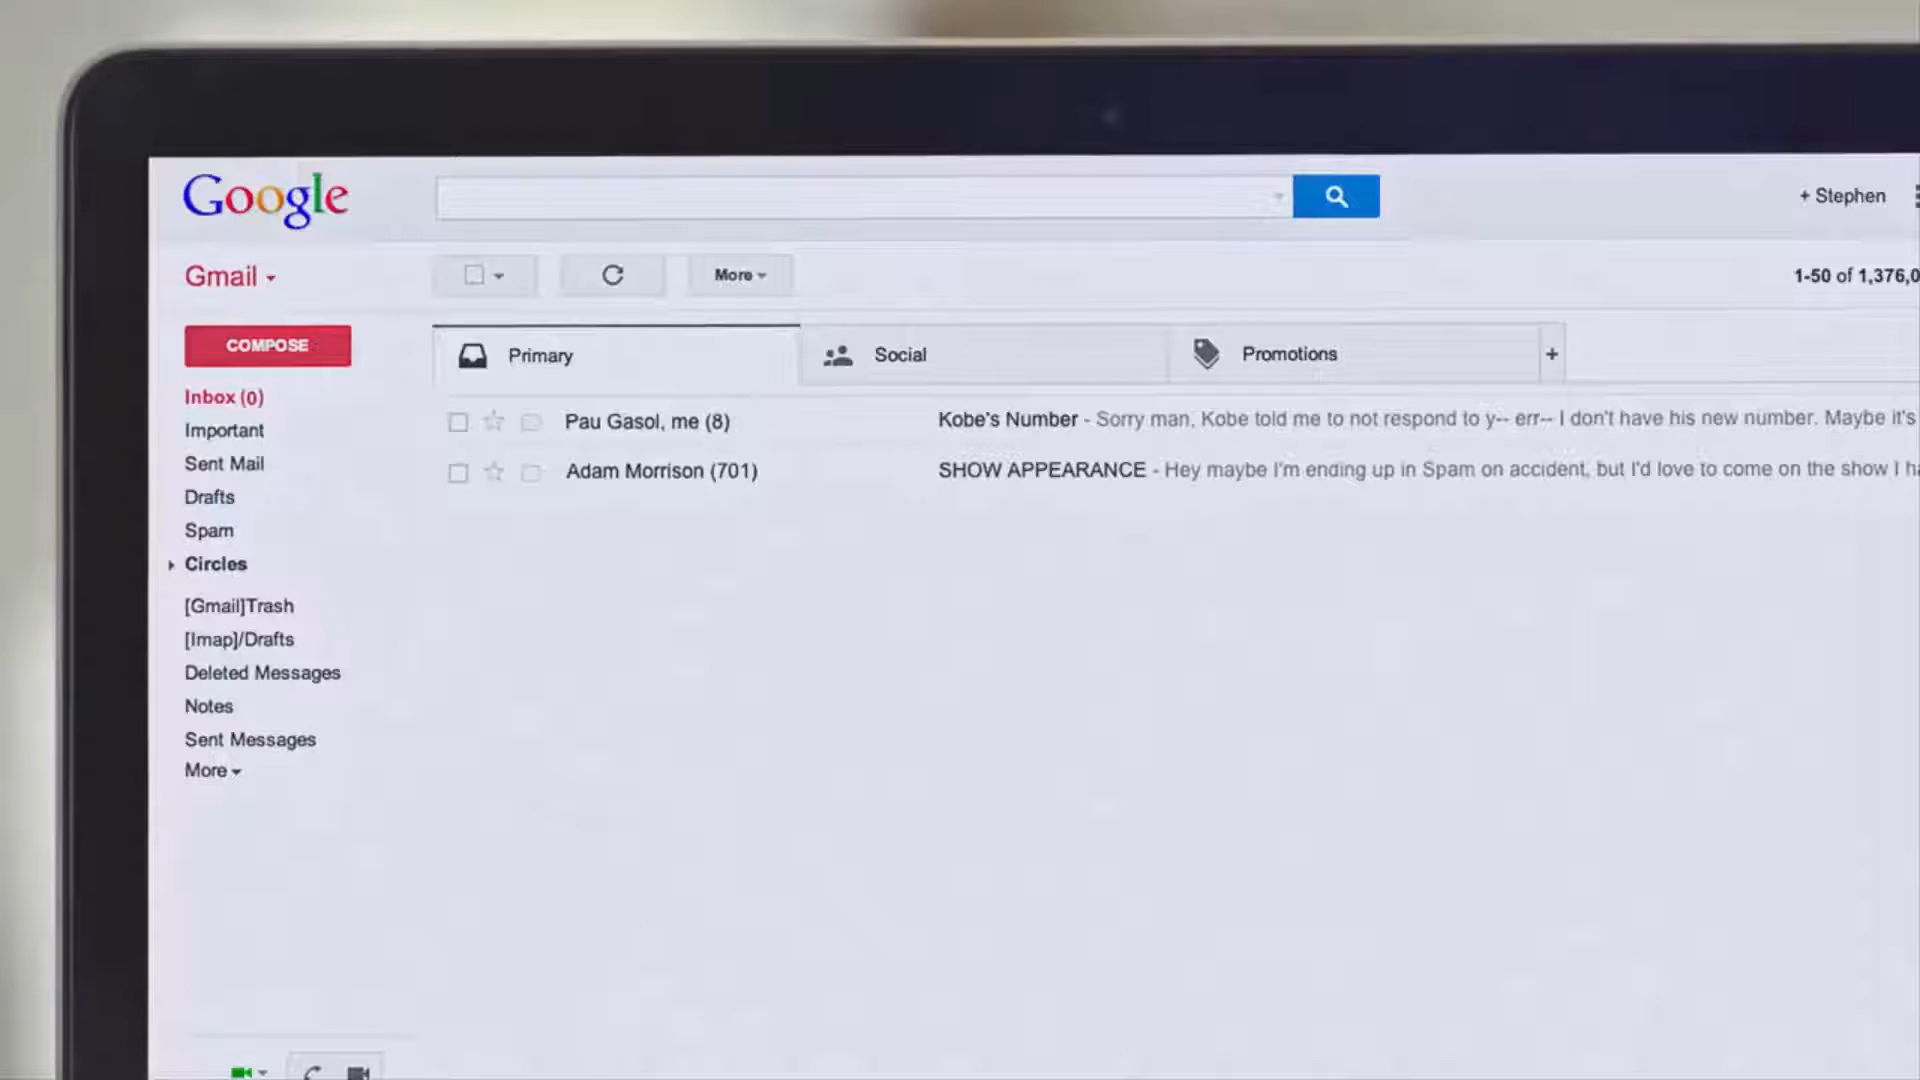 Google
+ Stephen
Gmail
More
1-50 of 1,376,0
COMPOSE
Primary
Social
Promotions
+
Inbox (0)
Pau Gasol, me (8)
Kobe's Number - Sorry man, Kobe told me to not respond to y-- err-- I don't have his new number. Maybe it's
Important
Sent Mail
Adam Morrison (701)
SHOW APPEARANCE - Hey maybe I'm ending up in Spam on accident, but I'd love to come on the show I ha
Drafts
Spam
Circles
[Gmail]Trash
[Imap]/Drafts
Deleted Messages
Notes
Sent Messages
More